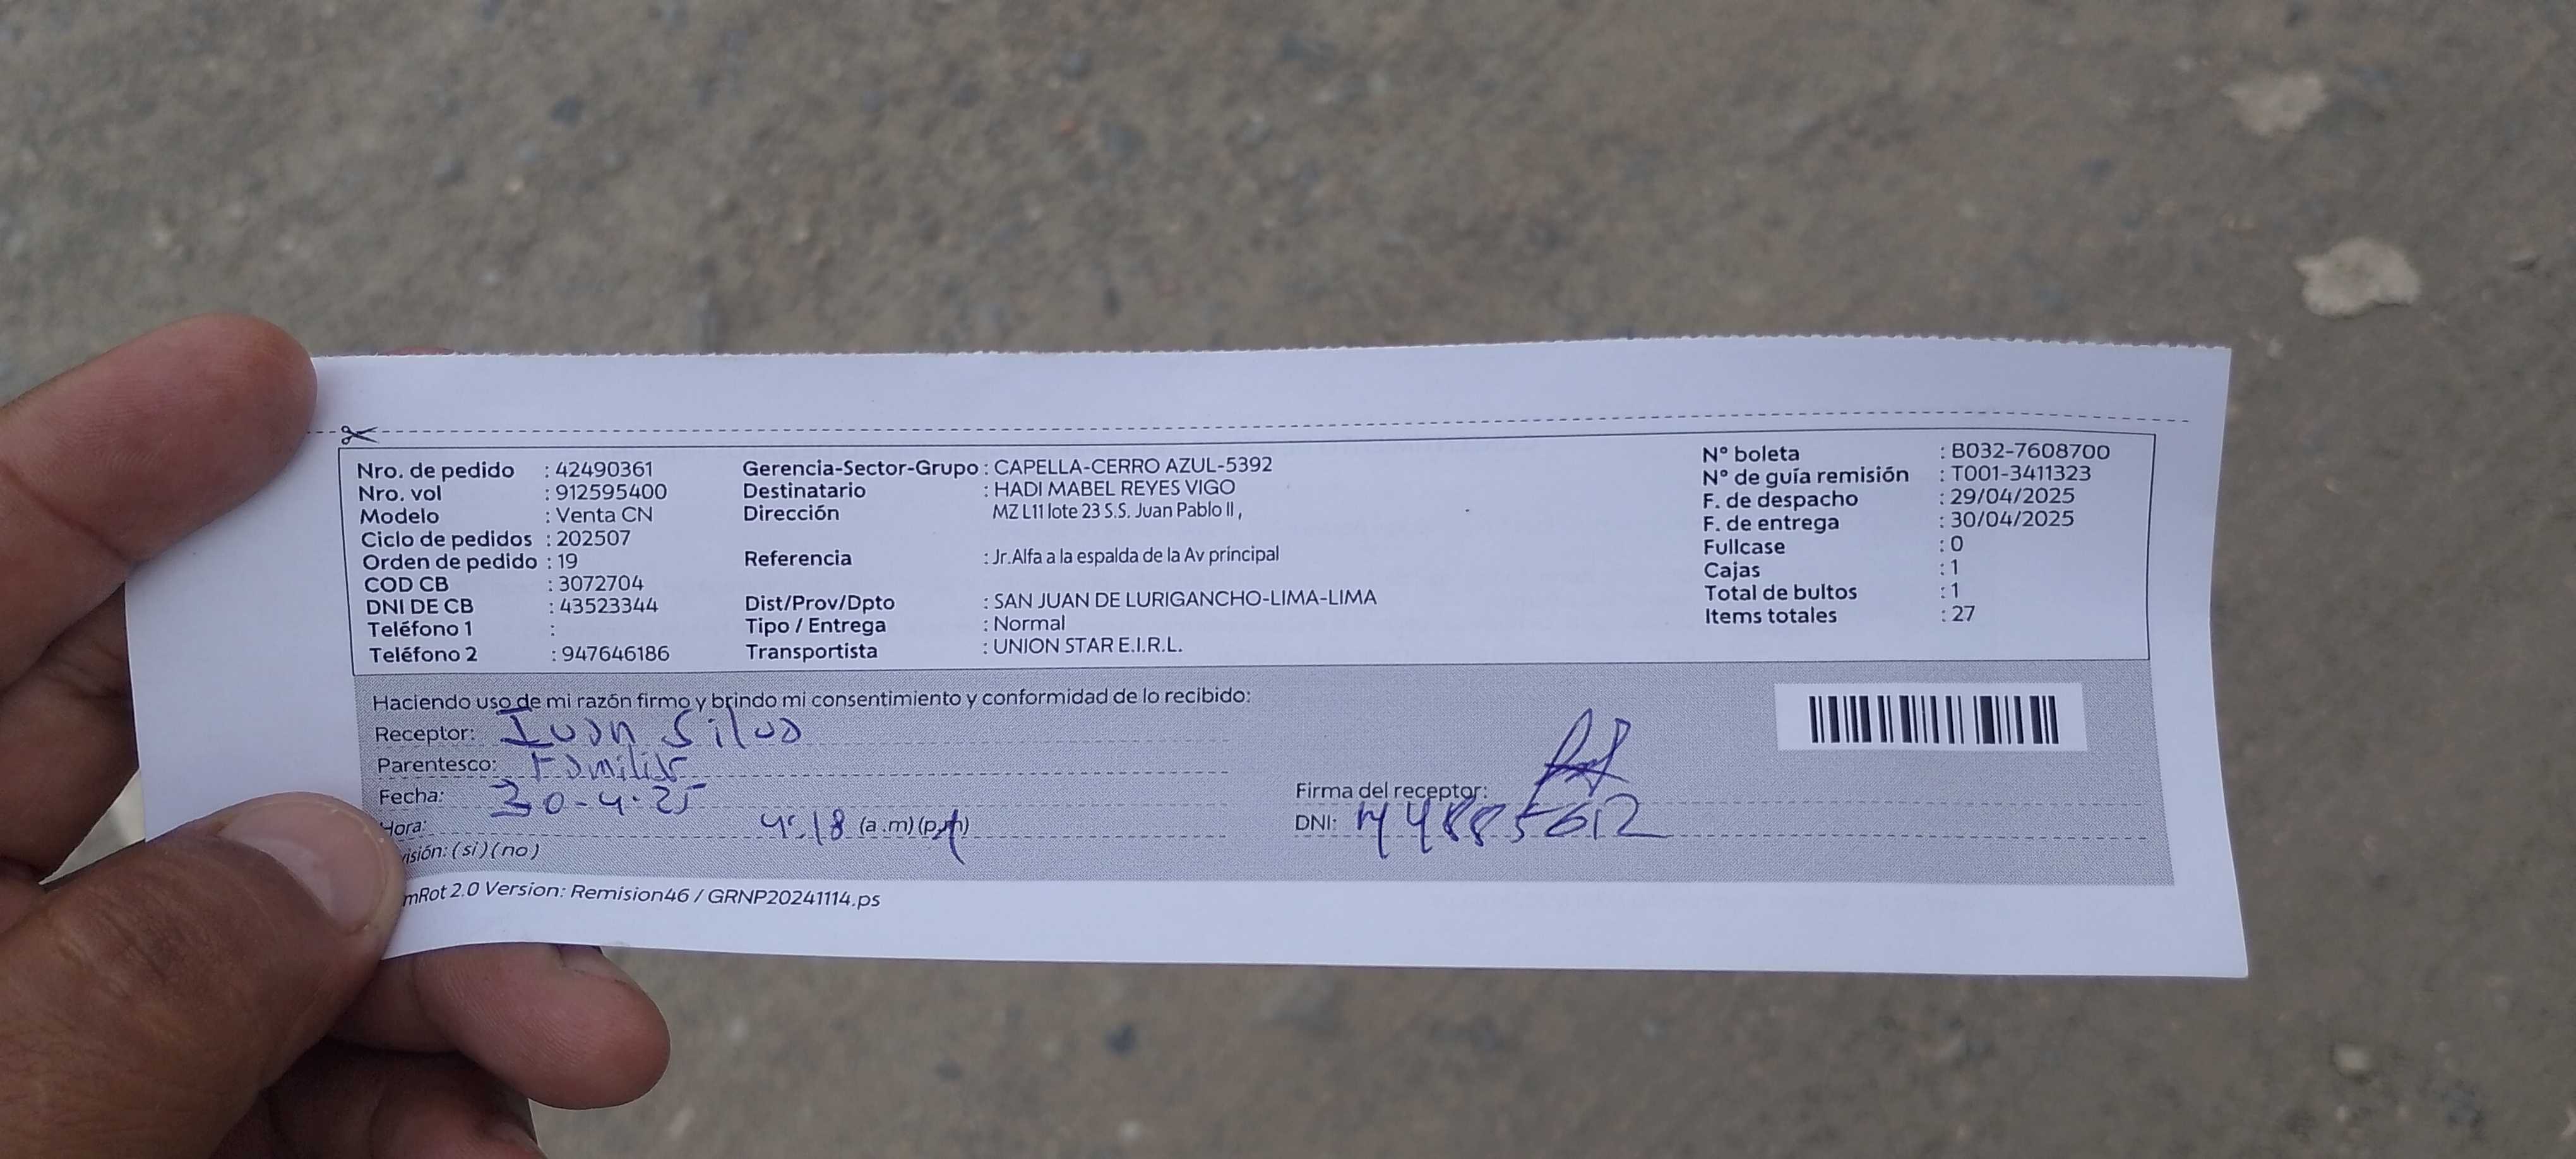 Nro. de pedido : 42490361
Nro. vol : 912595400
Modelo : Venta CN
Ciclo de pedidos : 202507
Orden de pedido : 19
COD CB : 3072704
DNI DE CB : 43523344
Teléfono 1 :
Teléfono 2 : 947646186
Gerencia-Sector-Grupo : CAPELLA-CERRO AZUL-5392
Destinatario : HADI MABEL REYES VIGO
Dirección MZ L11 lote 23 S.S. Juan Pablo II ,
Referencia : Jr.Alfa a la espalda de la Av príncipal
Dist/Prov/Dpto : SAN JUAN DE LURIGANCHO-LIMA-LIMA
Tipo / Entrega : Normal
Transportista : UNION STAR E.I.R.L.
N° boleta : B032-7608700
N° de guía remisión : T001-3411323
F. de despacho : 29/04/2025
F. de entrega : 30/04/2025
Fullcase : 0
Cajas : 1
Total de bultos : 1
Items totales : 27
Haciendo uso de mi razón firmo y brindo mi consentimiento y conformidad de lo recibido:
Receptor: Ivan Silva
Parentesco: Familiar
Fecha: 30-4-25
Hora: 4:18 (a.m) (p.m)
visión: (si) (no)
Firma del receptor:
DNI: 44885612
mRot 2.0 Version: Remision46 / GRNP20241114.ps